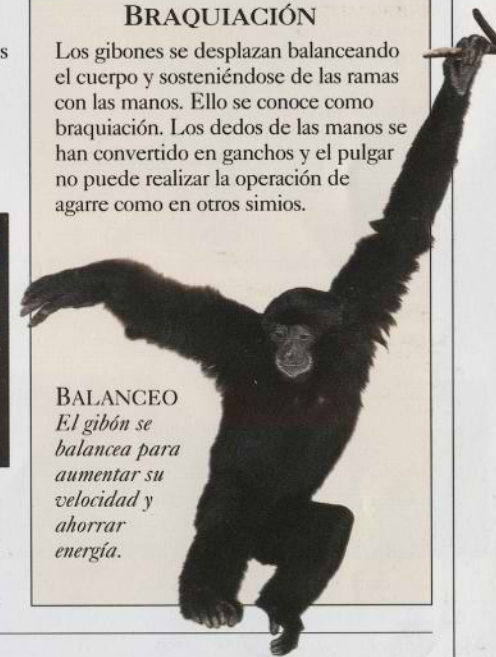 s
BRAQUIACIÓN
Los gibones se desplazan balanceando
el cuerpo y sosteniéndose de las ramas
con las manos. Ello se conoce como
braquiación. Los dedos de las manos se
han convertido en ganchos y el pulgar
no puede realizar la operación de
agarre como en otros simios.
BALANCEO
El gibón se
balancea para
aumentar su
velocidad y
ahorrar
energía.